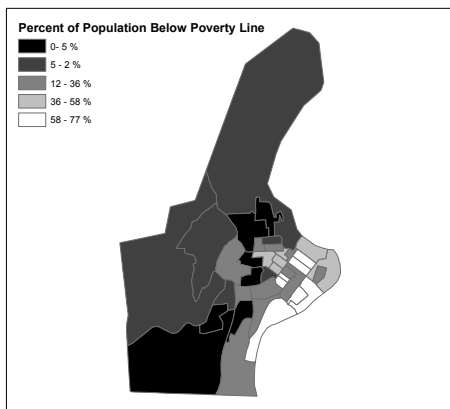 Percent of Population Below Poverty Line
0- 5 %
5 - 2 %
12 - 36 %
36 - 58 %
58 - 77 %